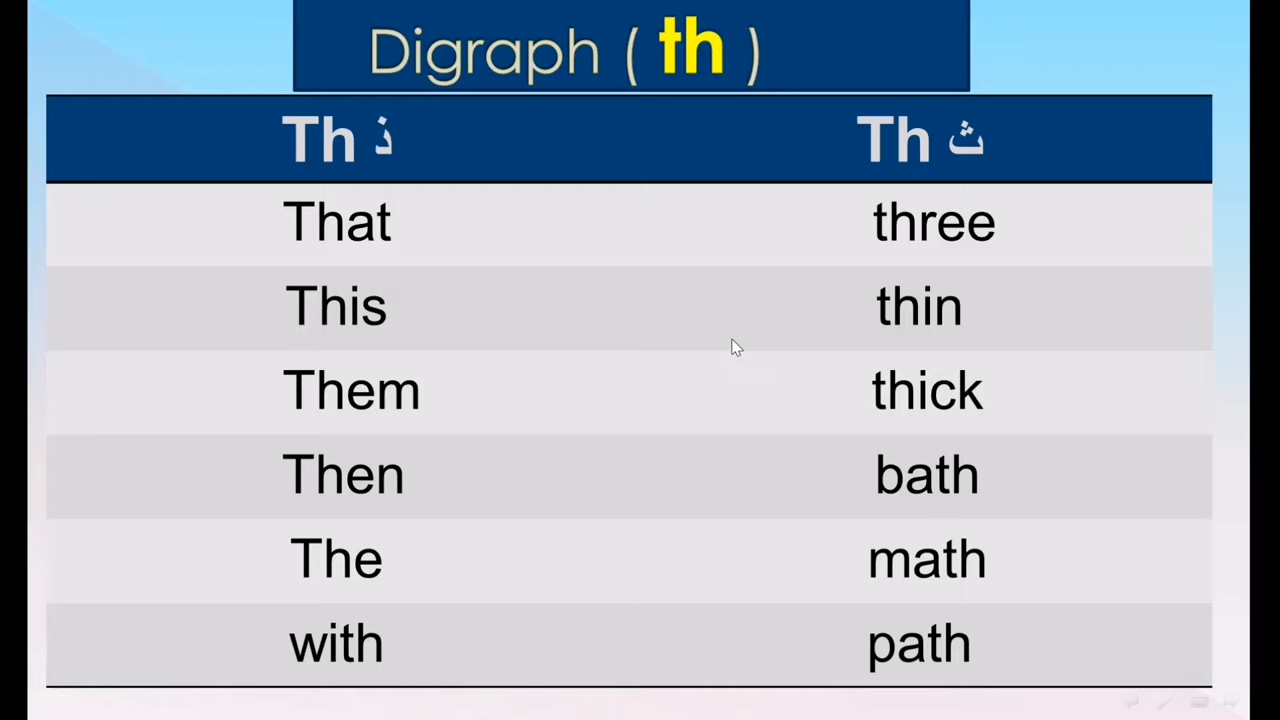 Digraph ( th )
Th ذ Th ث
That three
This thin
Them thick
Then bath
The math
with path